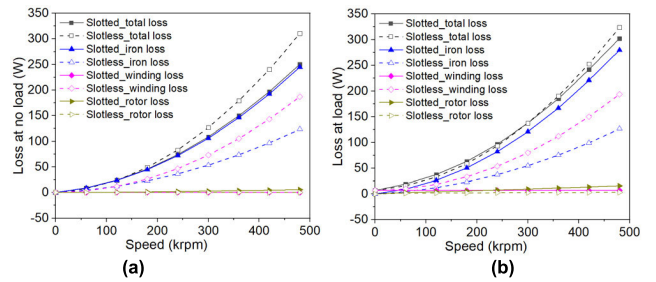 Loss at no load (W)
350
300
250
200
150
100
50
0
-50
Slotted_total loss
Slotless_total loss
Slotted_iron loss
Slotless_iron loss
Slotted_winding loss
Slotless_winding loss
Slotted_rotor loss
Slotless_rotor loss
0 100 200 300 400 500
Speed (krpm)
(a)
Loss at load (W)
350
300
250
200
150
100
50
0
-50
Slotted_total loss
Slotless_total loss
Slotted_iron loss
Slotless_iron loss
Slotted_winding loss
Slotless_winding loss
Slotted_rotor loss
Slotless_rotor loss
0 100 200 300 400 500
Speed (krpm)
(b)